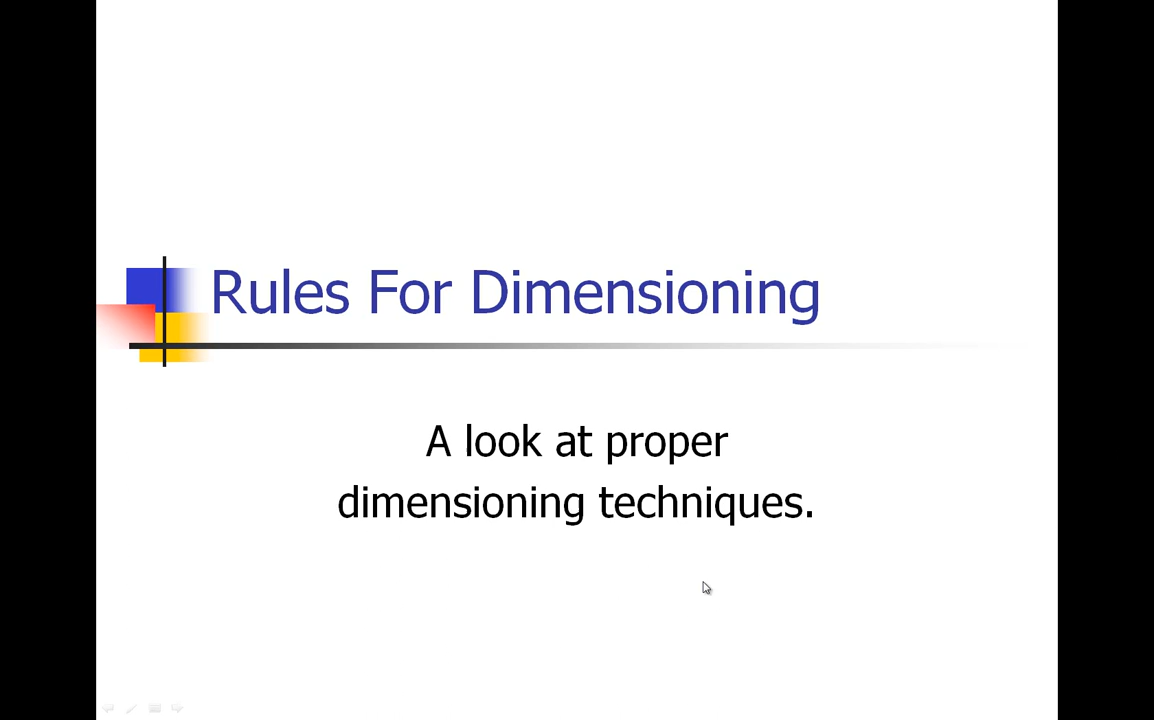 Rules For Dimensioning
A look at proper
dimensioning techniques.